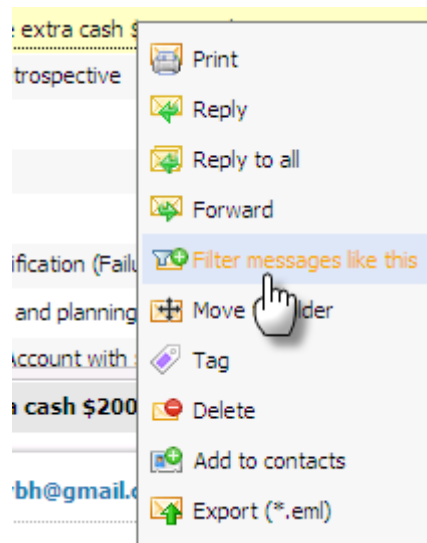 extra cash $
Print
trospective
Reply
Reply to all
Forward
ification (Failu
Filter messages like this
and planning
Move
lder
Account with
Tag
cash $200
Delete
Add to contacts
bh@gmail.c
Export (*.eml)